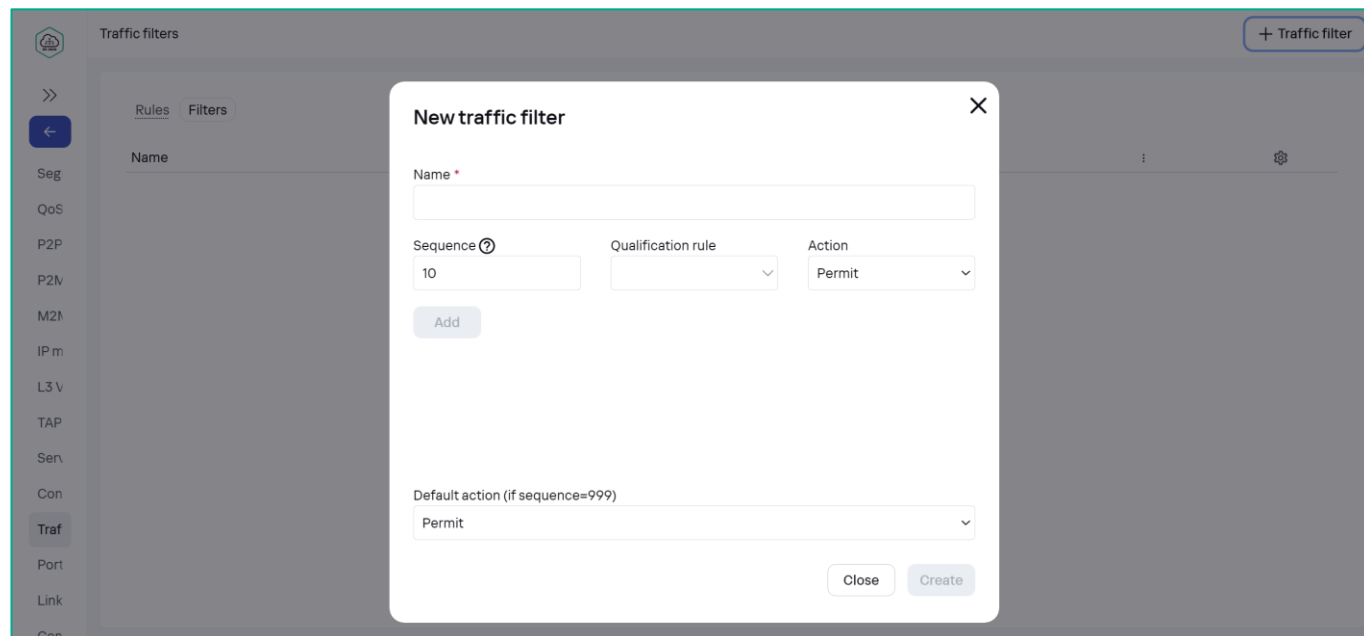 Traffic filters
+ Traffic filter
Rules Filters
Name
Seg
QoS
P2P
P2M
M2M
IP m
L3 V
TAP
Serv
Con
Traf
Port
Link
Con
New traffic filter
Name *
Sequence ? Qualification rule Action
10 Permit
Add
Default action (if sequence=999)
Permit
Close Create